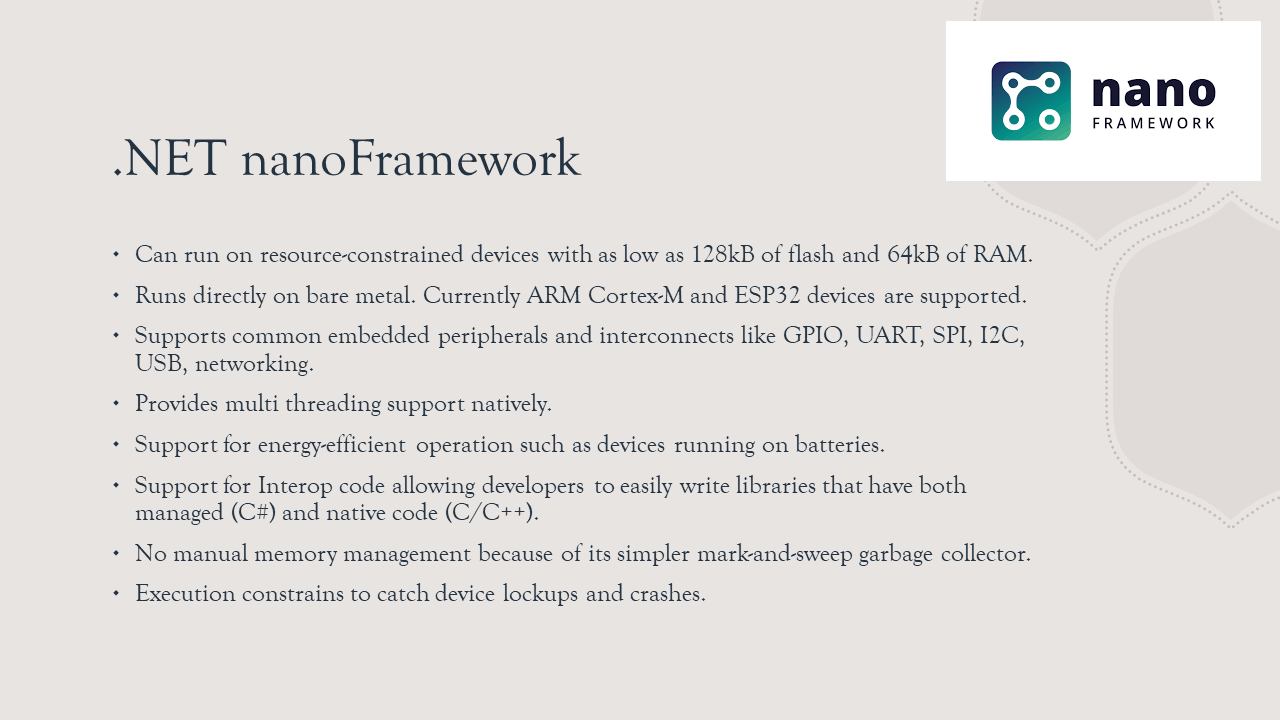 nano
FRAMEWORK
.NET nanoFramework
• Can run on resource-constrained devices with as low as 128kB of flash and 64kB of RAM.
• Runs directly on bare metal. Currently ARM Cortex-M and ESP32 devices are supported.
• Supports common embedded peripherals and interconnects like GPIO, UART, SPI, I2C,
USB, networking.
• Provides multi threading support natively.
• Support for energy-efficient operation such as devices running on batteries.
• Support for Interop code allowing developers to easily write libraries that have both
managed (C#) and native code (C/C++).
• No manual memory management because of its simpler mark-and-sweep garbage collector.
• Execution constrains to catch device lockups and crashes.